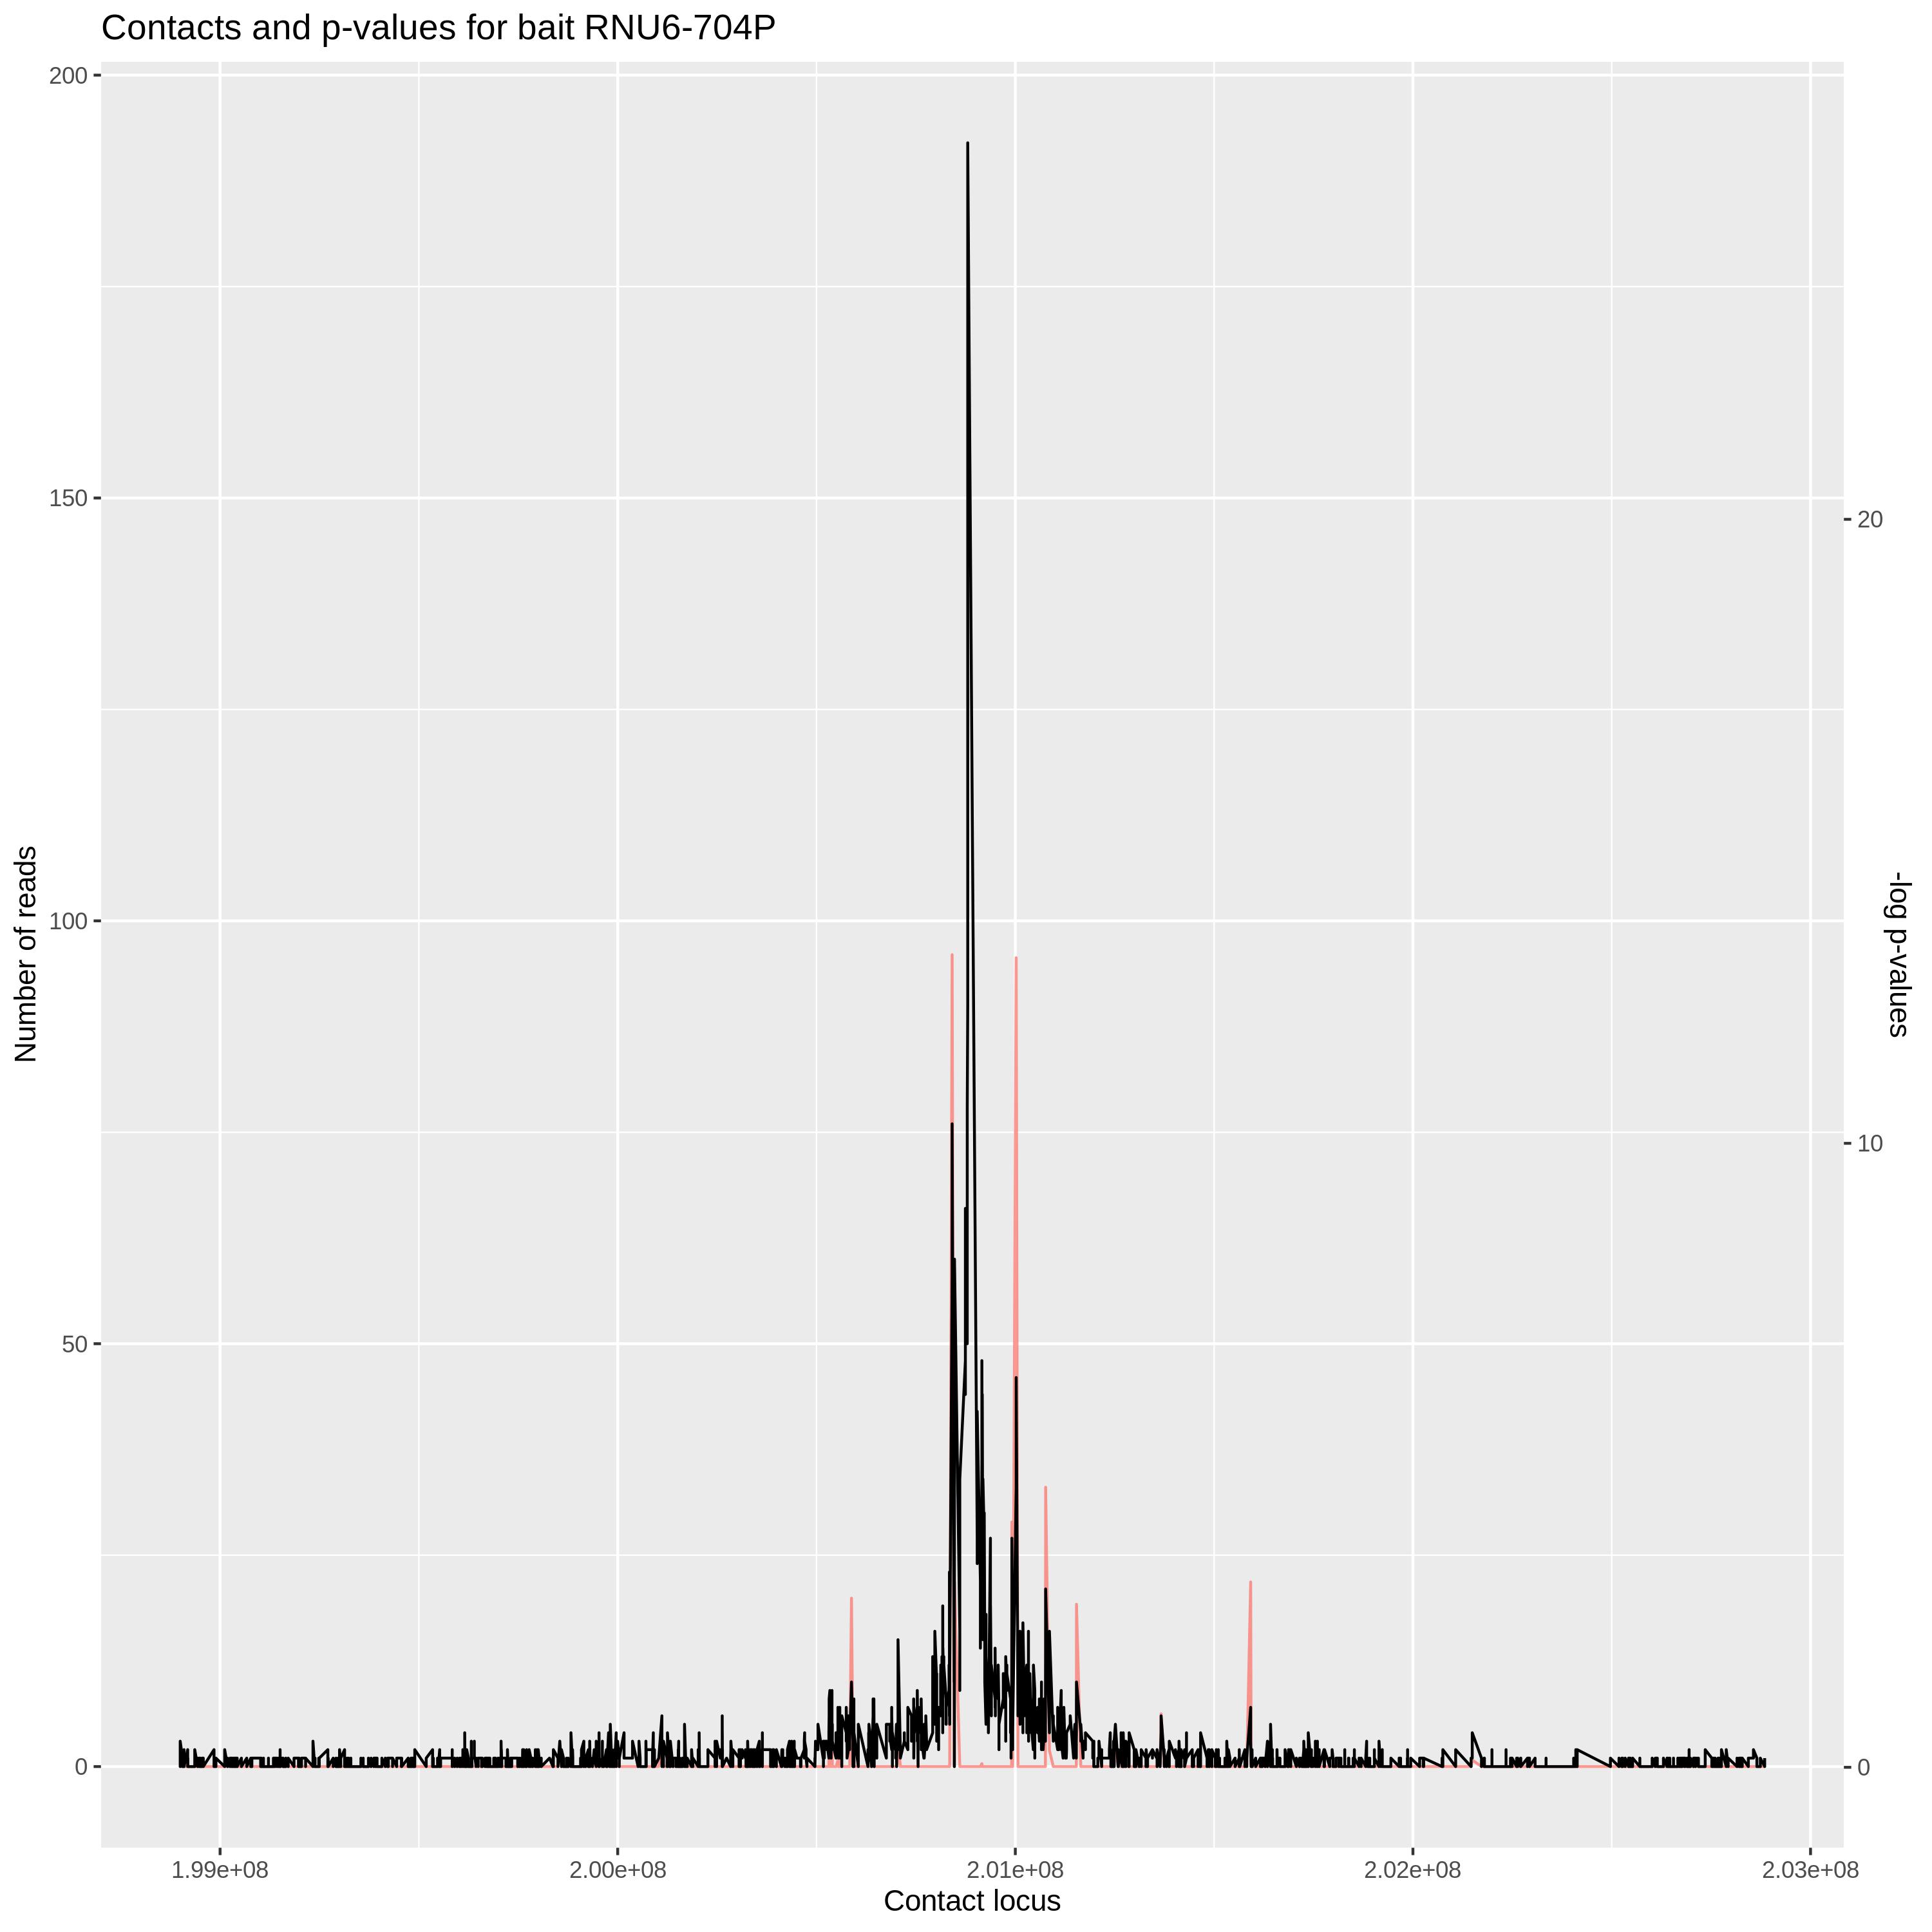 Contacts and p-values for bait RNU6-704P
200
150
100
50
0
Number of reads
20
10
0
-log p-values
1.99e+08
2.00e+08
2.01e+08
2.02e+08
2.03e+08
Contact locus